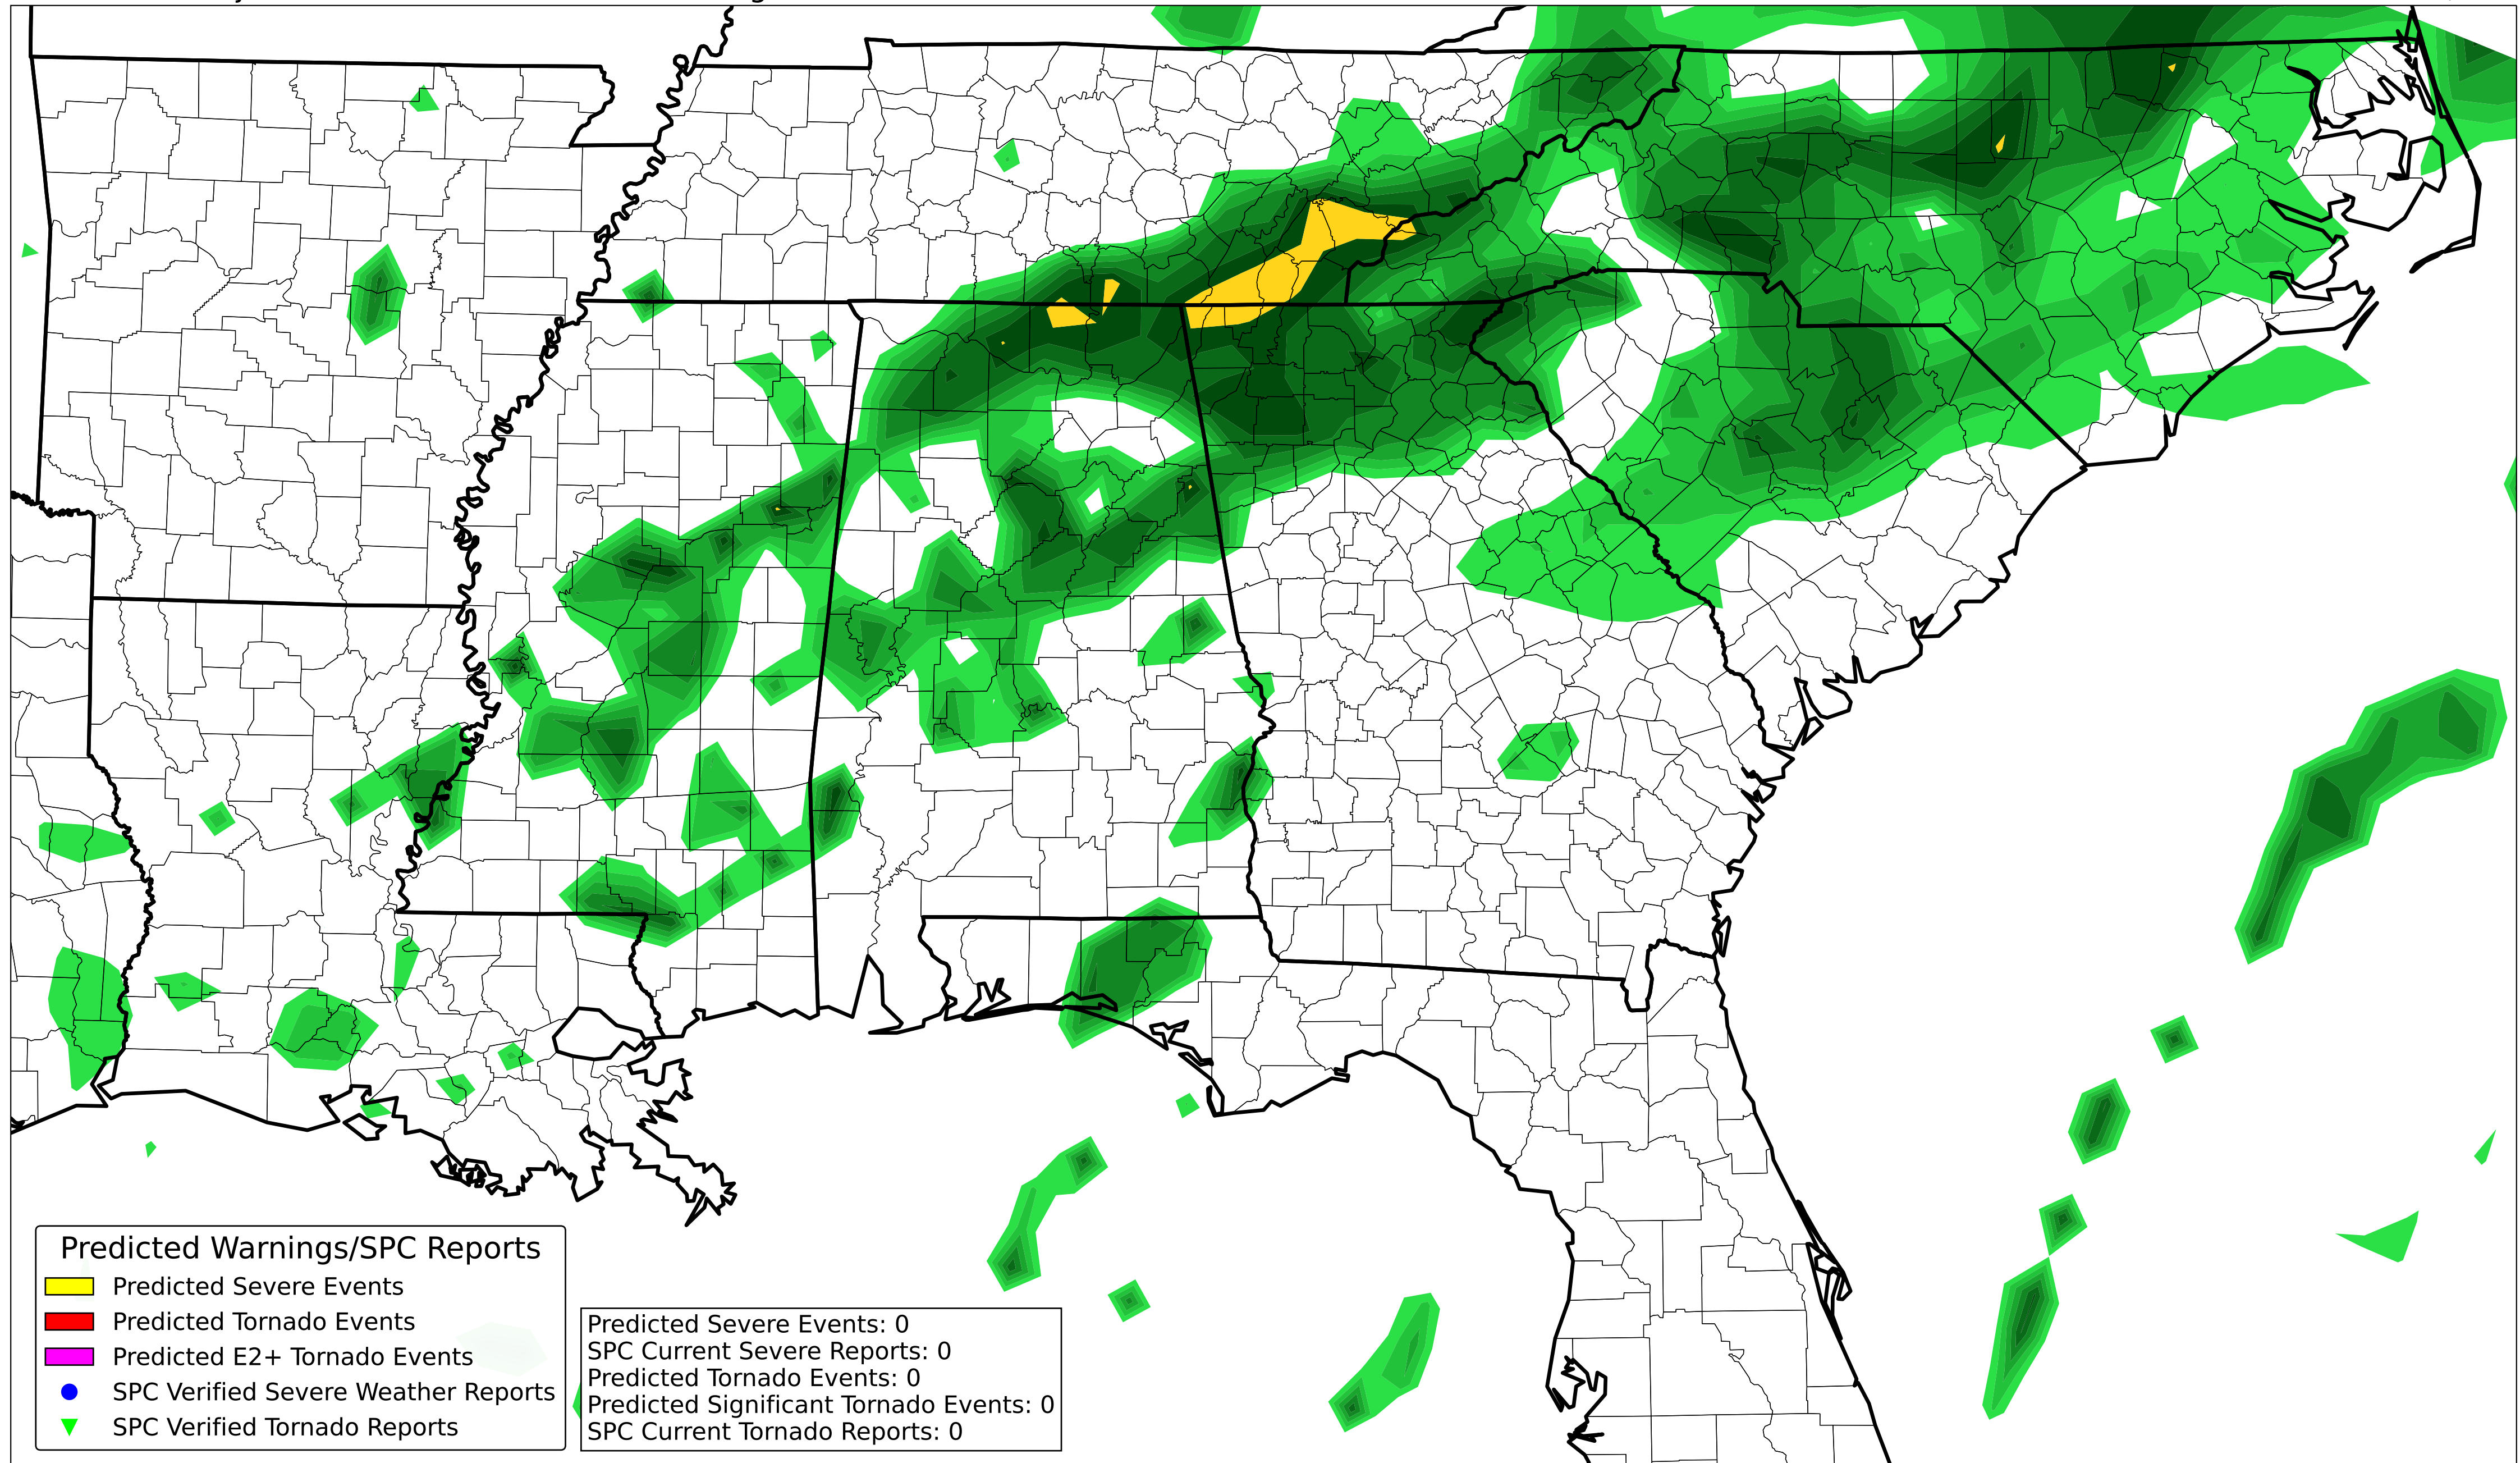 Predicted Warnings/SPC Reports
Predicted Severe Events
Predicted Tornado Events
Predicted E2+ Tornado Events
SPC Verified Severe Weather Reports
SPC Verified Tornado Reports
Predicted Severe Events: 0
SPC Current Severe Reports: 0
Predicted Tornado Events: 0
Predicted Significant Tornado Events: 0
SPC Current Tornado Reports: 0